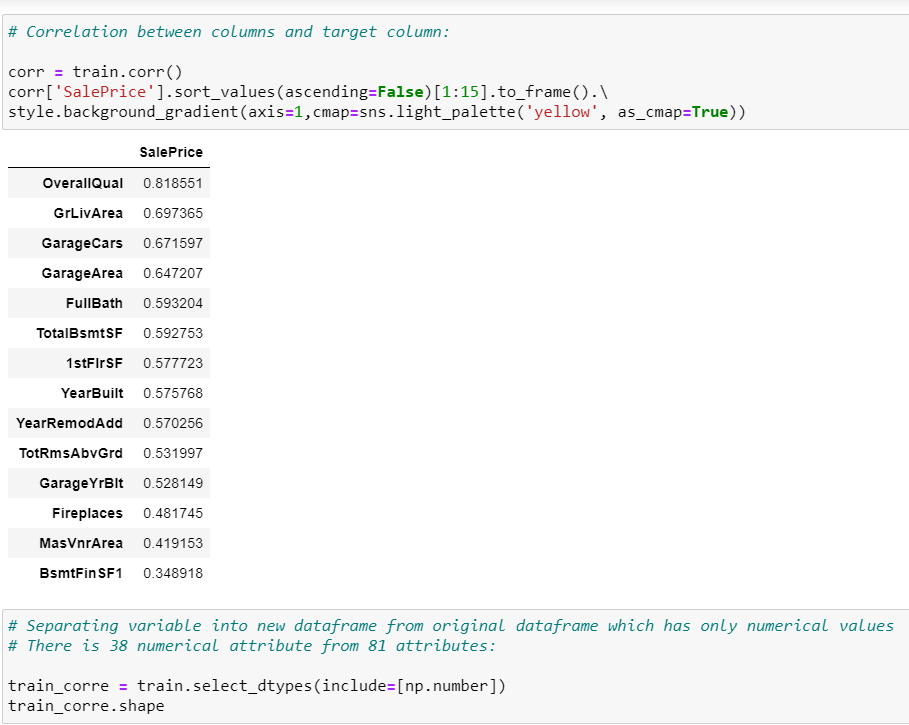 # Correlation between columns and target column:
corr = train.corr()
corr['SalePrice'].sort_values(ascending=False)[1:15].to_frame().\
style.background_gradient(axis=1,cmap=sns.light_palette('yellow', as_cmap=True))
SalePrice
OverallQual 0.818551
GrLivArea 0.697365
GarageCars 0.671597
GarageArea 0.647207
FullBath 0.593204
TotalBsmtSF 0.592753
1stFlrSF 0.577723
YearBuilt 0.575768
YearRemodAdd 0.570256
TotRmsAbvGrd 0.531997
GarageYrBlt 0.528149
Fireplaces 0.481745
MasVnrArea 0.419153
BsmtFinSF1 0.348918
# Separating variable into new dataframe from original dataframe which has only numerical values
# There is 38 numerical attribute from 81 attributes:
train_corre = train.select_dtypes(include=[np.number])
train_corre.shape